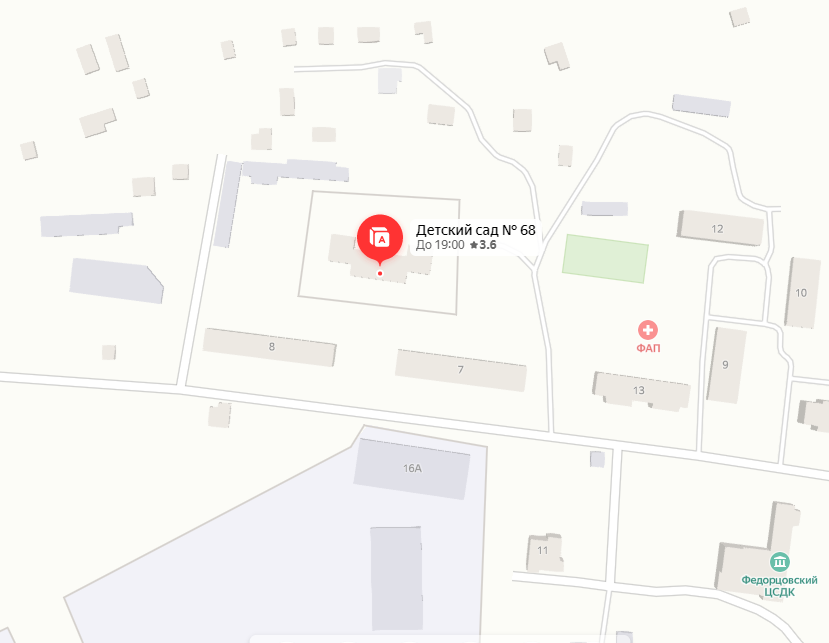 Детский сад № 68
До 19:00 ★3.6
12
10
ФАП
8
7
9
13
16А
11
Федорцовский
ЦСДК